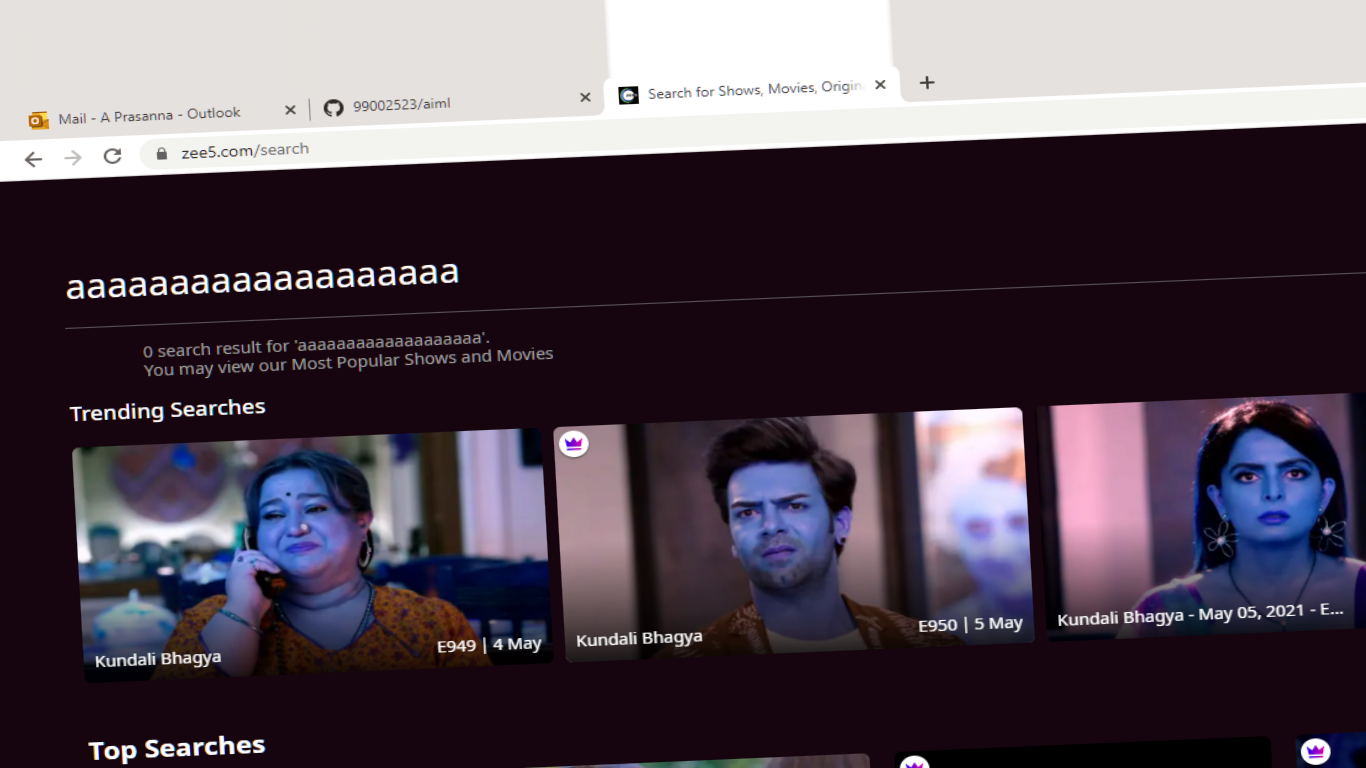 Mail - A Prasanna - Outlook
99002523/aiml
Search for Shows, Movies, Origin
zee5.com/search
aaaaaaaaaaaaaaaaaaa
0 search result for 'aaaaaaaaaaaaaaaaaaa'.
You may view our Most Popular Shows and Movies
Trending Searches
Kundali Bhagya
E949 | 4 May
Kundali Bhagya
E950 | 5 May
Kundali Bhagya - May 05, 2021 - E...
Top Searches